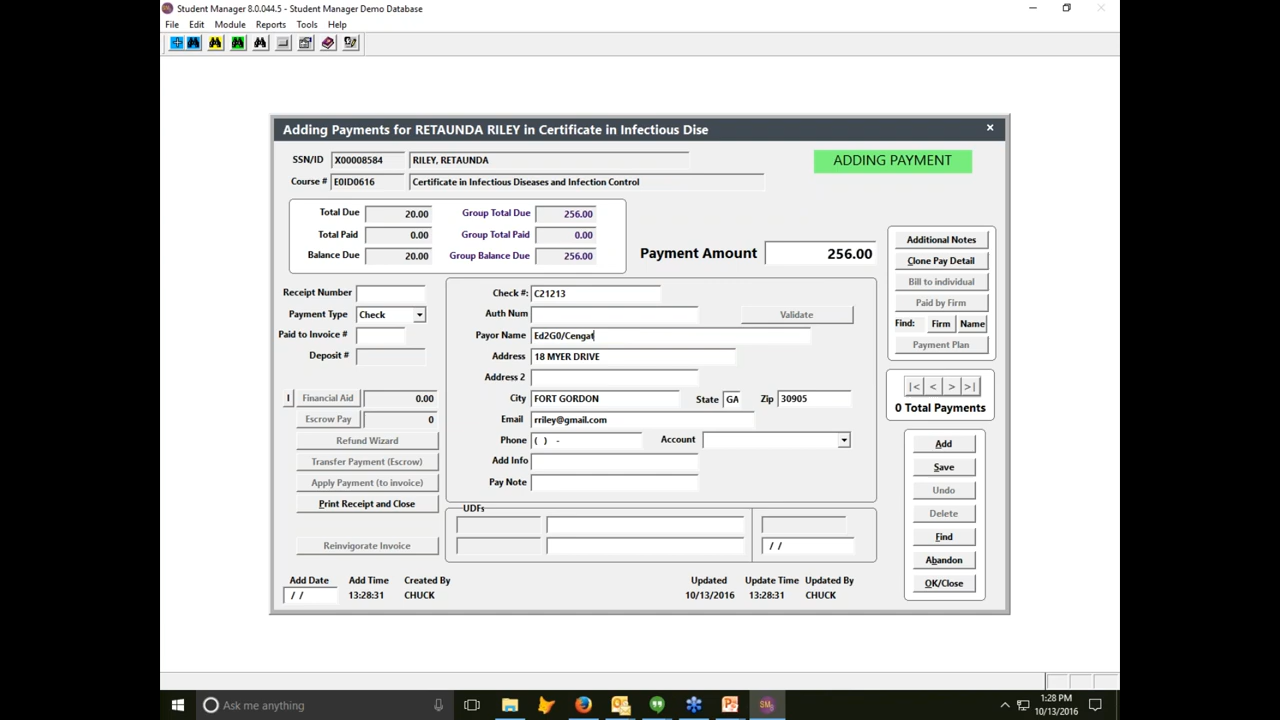 Student Manager 8.0.044.5 - Student Manager Demo Database
File Edit Module Reports Tools Help
Adding Payments for RETAUNDA RILEY in Certificate in Infectious Dise
SSN/ID X00008584 RILEY, RETAUNDA
ADDING PAYMENT
Course # E0ID0616 Certificate in Infectious Diseases and Infection Control
Total Due 20.00 Group Total Due 256.00
Total Paid 0.00 Group Total Paid 0.00
Balance Due 20.00 Group Balance Due 256.00
Payment Amount 256.00
Additional Notes
Clone Pay Detail
Bill to individual
Paid by Firm
Find: Firm Name
Payment Plan
Receipt Number
Payment Type Check
Paid to Invoice #
Deposit #
Check #: C21213
Auth Num
Validate
Payor Name Ed2G0/Cengat
Address 18 MYER DRIVE
Address 2
City FORT GORDON State GA Zip 30905
Email rriley@gmail.com
Phone ( ) - Account
Add Info
Pay Note
I Financial Aid 0.00
Escrow Pay 0
Refund Wizard
Transfer Payment (Escrow)
Apply Payment (to invoice)
Print Receipt and Close
Reinvigorate Invoice
UDFs
/ /
|< < > >|
0 Total Payments
Add
Save
Undo
Delete
Find
Abandon
OK/Close
Add Date Add Time Created By Updated Update Time Updated By
/ / 13:28:31 CHUCK 10/13/2016 13:28:31 CHUCK
Ask me anything
1:28 PM
10/13/2016